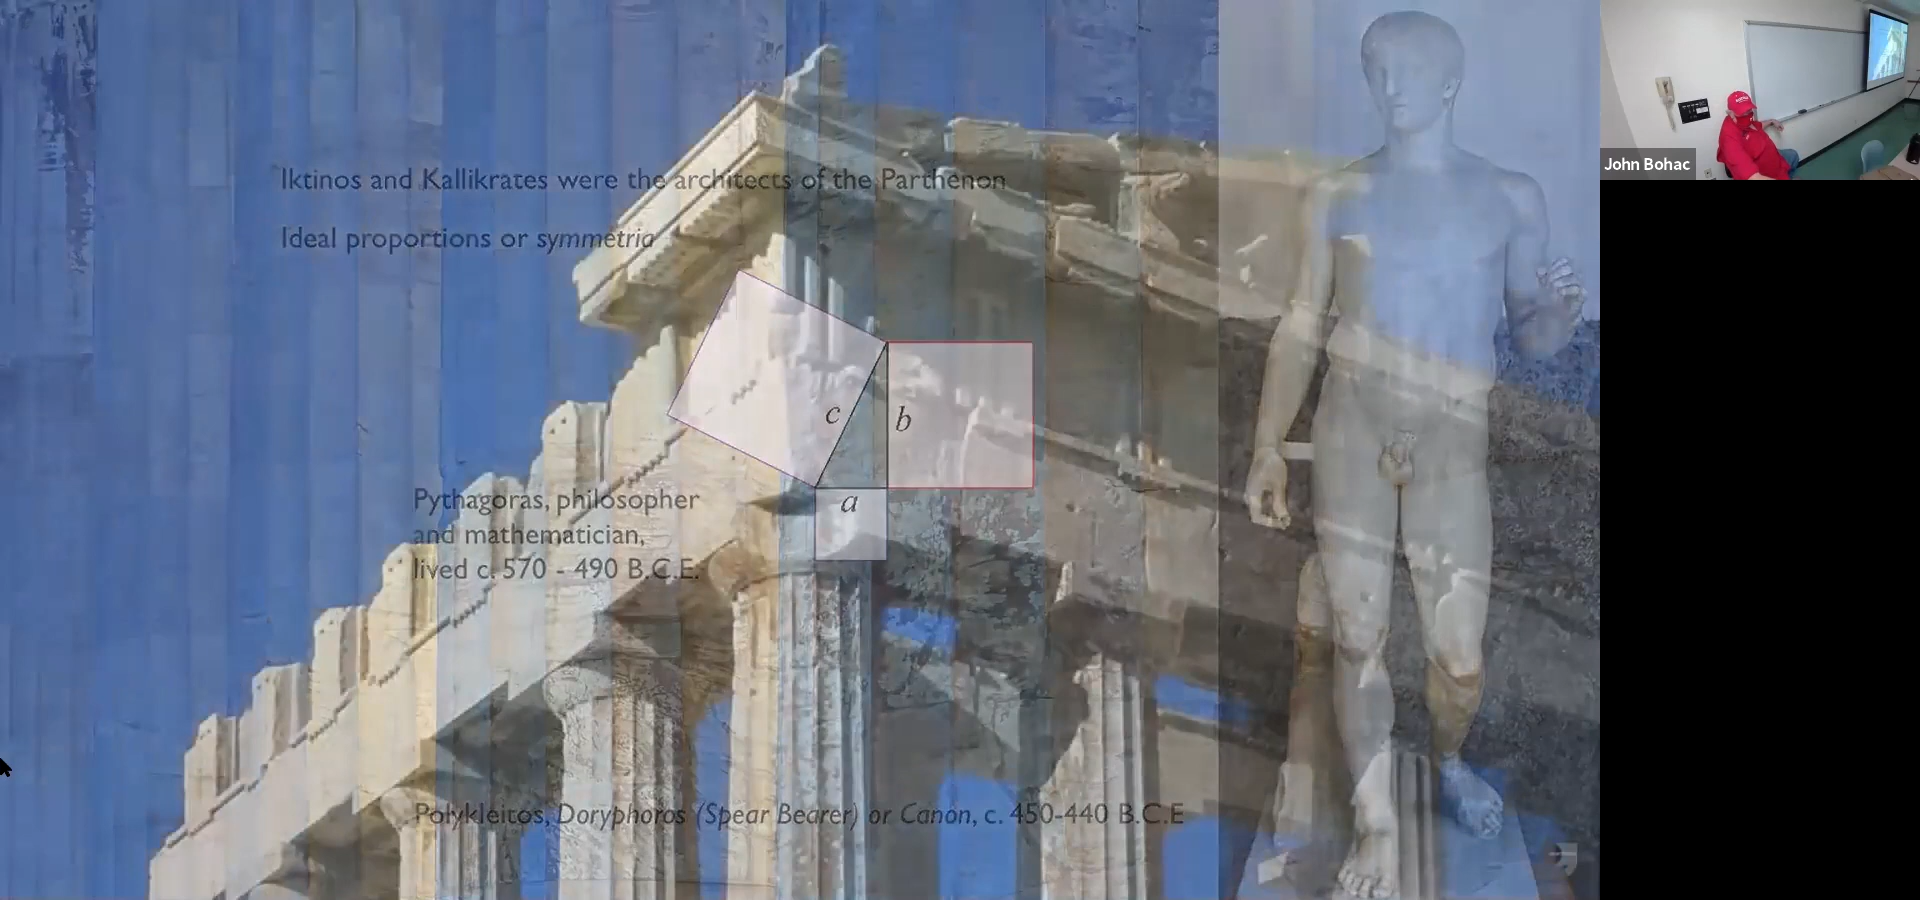 Iktinos and Kallikrates were the architects of the Parthenon
Ideal proportions or symmetria
c
b
a
Pythagoras, philosopher
and mathematician,
lived c. 570 - 490 B.C.E.
Polykleitos, Doryphoros (Spear Bearer) or Canon, c. 450-440 B.C.E
John Bohac